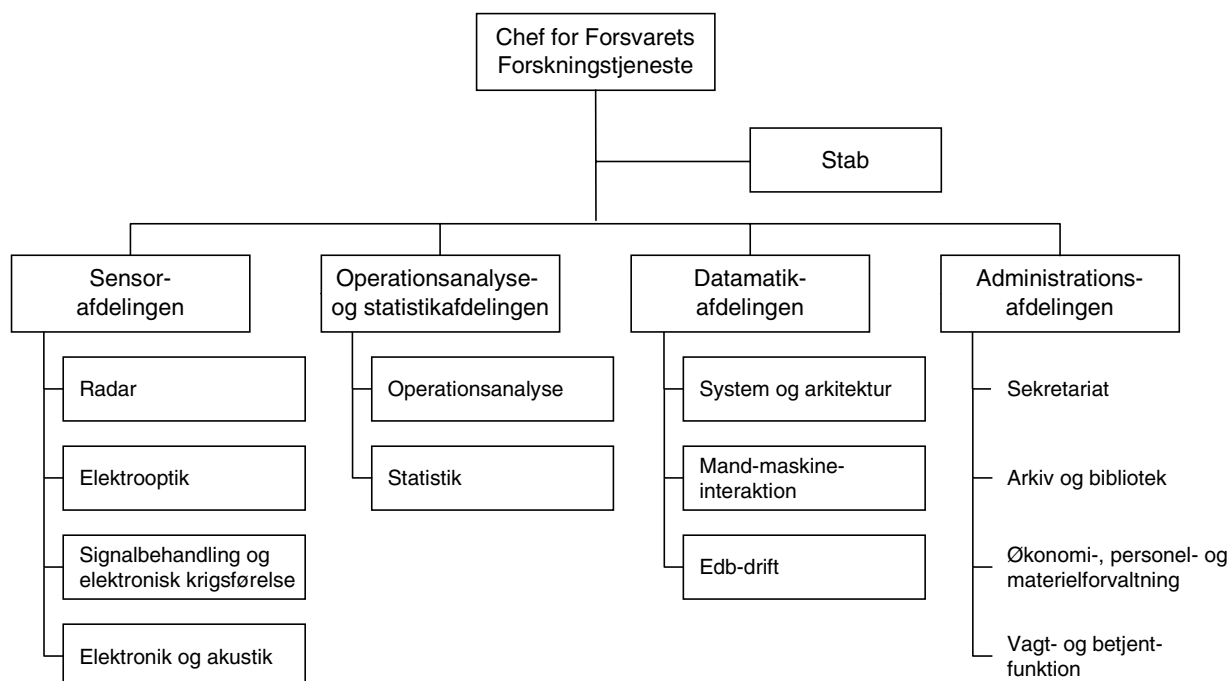 Chef for Forsvarets
Forskningstjeneste
Stab
Sensor-
afdelingen
Operationsanalyse-
og statistikafdelingen
Datamatik-
afdelingen
Administrations-
afdelingen
Radar
Elektrooptik
Signalbehandling og
elektronisk krigsførelse
Elektronik og akustik
Operationsanalyse
Statistik
System og arkitektur
Mand-maskine-
interaktion
Edb-drift
Sekretariat
Arkiv og bibliotek
Økonomi-, personel- og
materielforvaltning
Vagt- og betjent-
funktion